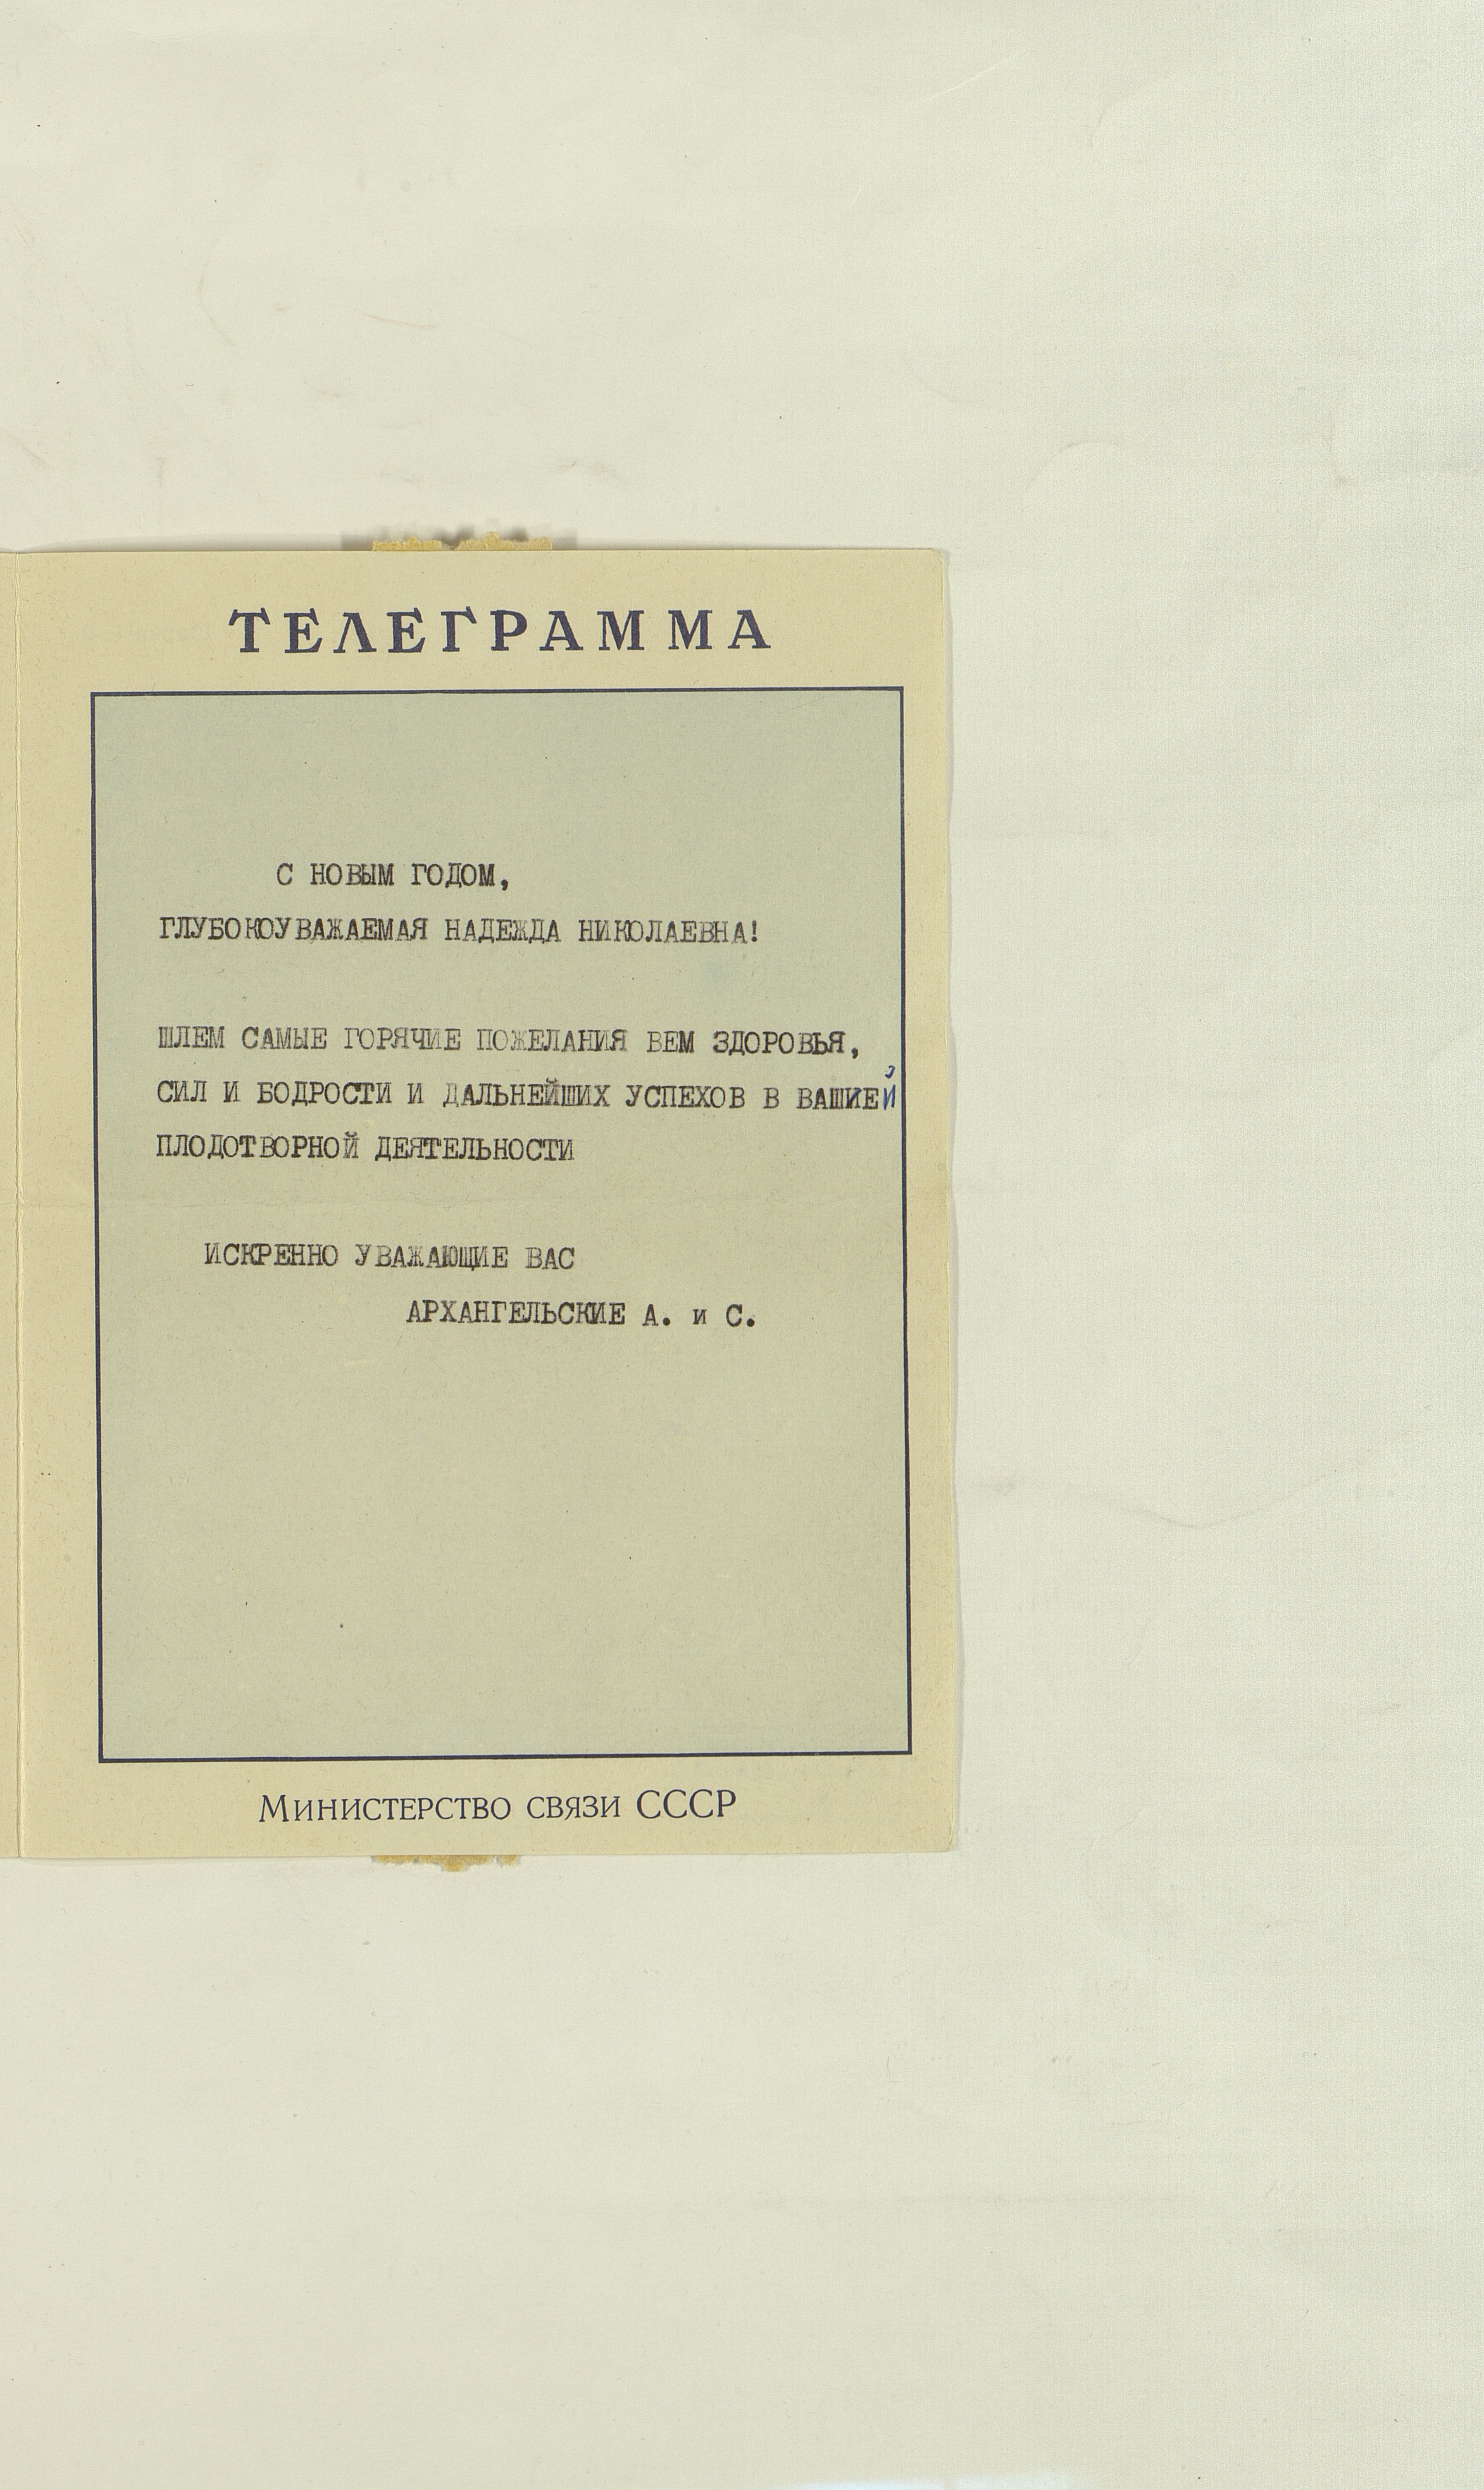 ТЕЛЕГРАММА
С НОВЫМ ГОДОМ,
ГЛУБОКОУВАЖАЕМАЯ НАДЕЖДА НИКОЛАЕВНА!
ШЛЕМ САМЫЕ ГОРЯЧИЕ ПОЖЕЛАНИЯ ВЕМ ЗДОРОВЬЯ,
СИЛ И БОДРОСТИ И ДАЛЬНЕЙШИХ УСПЕХОВ В ВАШИЕЙ
ПЛОДОТВОРНОЙ ДЕЯТЕЛЬНОСТИ
ИСКРЕННО УВАЖАЮЩИЕ ВАС
АРХАНГЕЛЬСКИЕ А. и С.
Министерство связи СССР